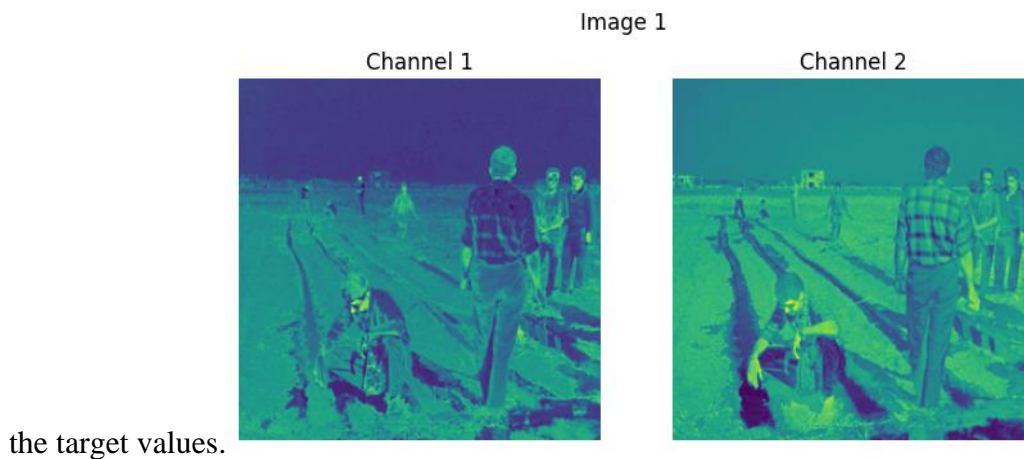 Image 1
Channel 1 Channel 2
the target values.